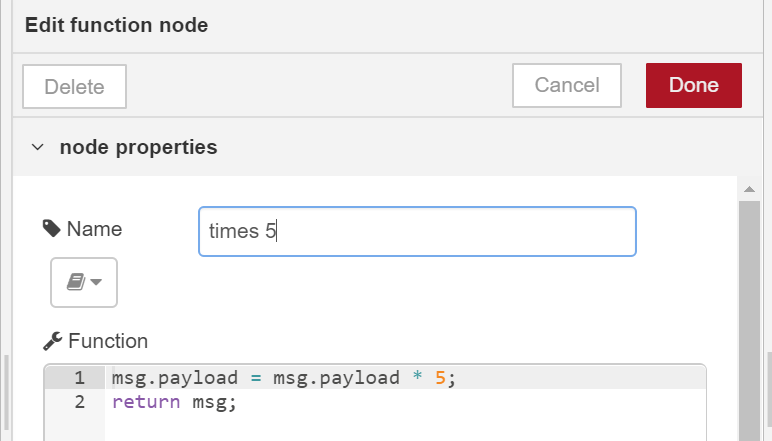 Edit function node
Delete
Cancel
Done
node properties
Name
times 5
Function
1 msg.payload = msg.payload * 5;
2 return msg;